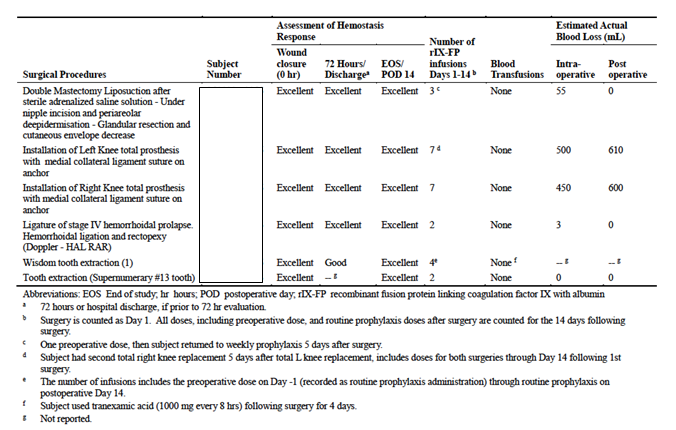 Assessment of Hemostasis Response
Estimated Actual Blood Loss (mL)
Surgical Procedures
Subject Number
Wound closure (0 hr)
72 Hours/ Discharge a
EOS/ POD 14
Number of rIX-FP infusions Days 1-14 b
Blood Transfusions
Intra-operative
Post operative
Double Mastectomy Liposuction after Excellent Excellent Excellent 3 c None 55 0
sterile adrenalized saline solution - Under
nipple incision and periareolar
deepidermisation - Glandular resection and
cutaneous envelope decrease
Installation of Left Knee total prosthesis Excellent Excellent Excellent 7 d None 500 610
with medial collateral ligament suture on
anchor
Installation of Right Knee total prosthesis Excellent Excellent Excellent 7 None 450 600
with medial collateral ligament suture on
anchor
Ligature of stage IV hemorrhoidal prolapse. Excellent Excellent Excellent 2 None 3 0
Hemorrhoidal ligation and rectopexy
(Doppler - HAL RAR)
Wisdom tooth extraction (1) Excellent Good Excellent 4e None f -- g -- g
Tooth extraction (Supernumerary #13 tooth) Excellent -- g Excellent 2 None 0 0
Abbreviations: EOS End of study; hr hours; POD postoperative day; rIX-FP recombinant fusion protein linking coagulation factor IX with albumin
a 72 hours or hospital discharge, if prior to 72 hr evaluation.
b Surgery is counted as Day 1. All doses, including preoperative dose, and routine prophylaxis doses after surgery are counted for the 14 days following
surgery.
c One preoperative dose, then subject returned to weekly prophylaxis 5 days after surgery.
d Subject had second total right knee replacement 5 days after total L knee replacement, includes doses for both surgeries through Day 14 following 1st
surgery.
e The number of infusions includes the preoperative dose on Day -1 (recorded as routine prophylaxis administration) through routine prophylaxis on
postoperative Day 14.
f Subject used tranexamic acid (1000 mg every 8 hrs) following surgery for 4 days.
g Not reported.